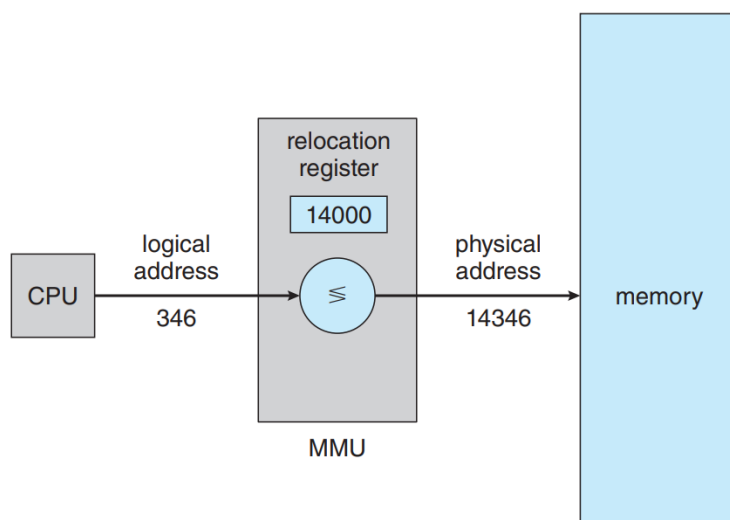 relocation
register
14000
logical
address
physical
address
CPU
≶
memory
346
14346
MMU